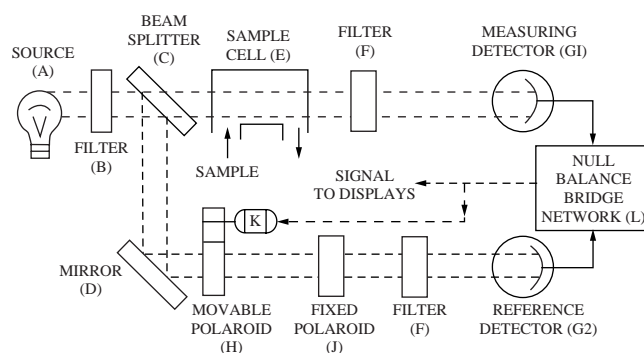 SOURCE
(A)
BEAM
SPLITTER
(C)
SAMPLE
CELL (E)
FILTER
(F)
MEASURING
DETECTOR (GI)
FILTER
(B)
SAMPLE
SIGNAL
TO DISPLAYS
NULL
BALANCE
BRIDGE
NETWORK (L)
K
MIRROR
(D)
MOVABLE
POLAROID
(H)
FIXED
POLAROID
(J)
FILTER
(F)
REFERENCE
DETECTOR (G2)